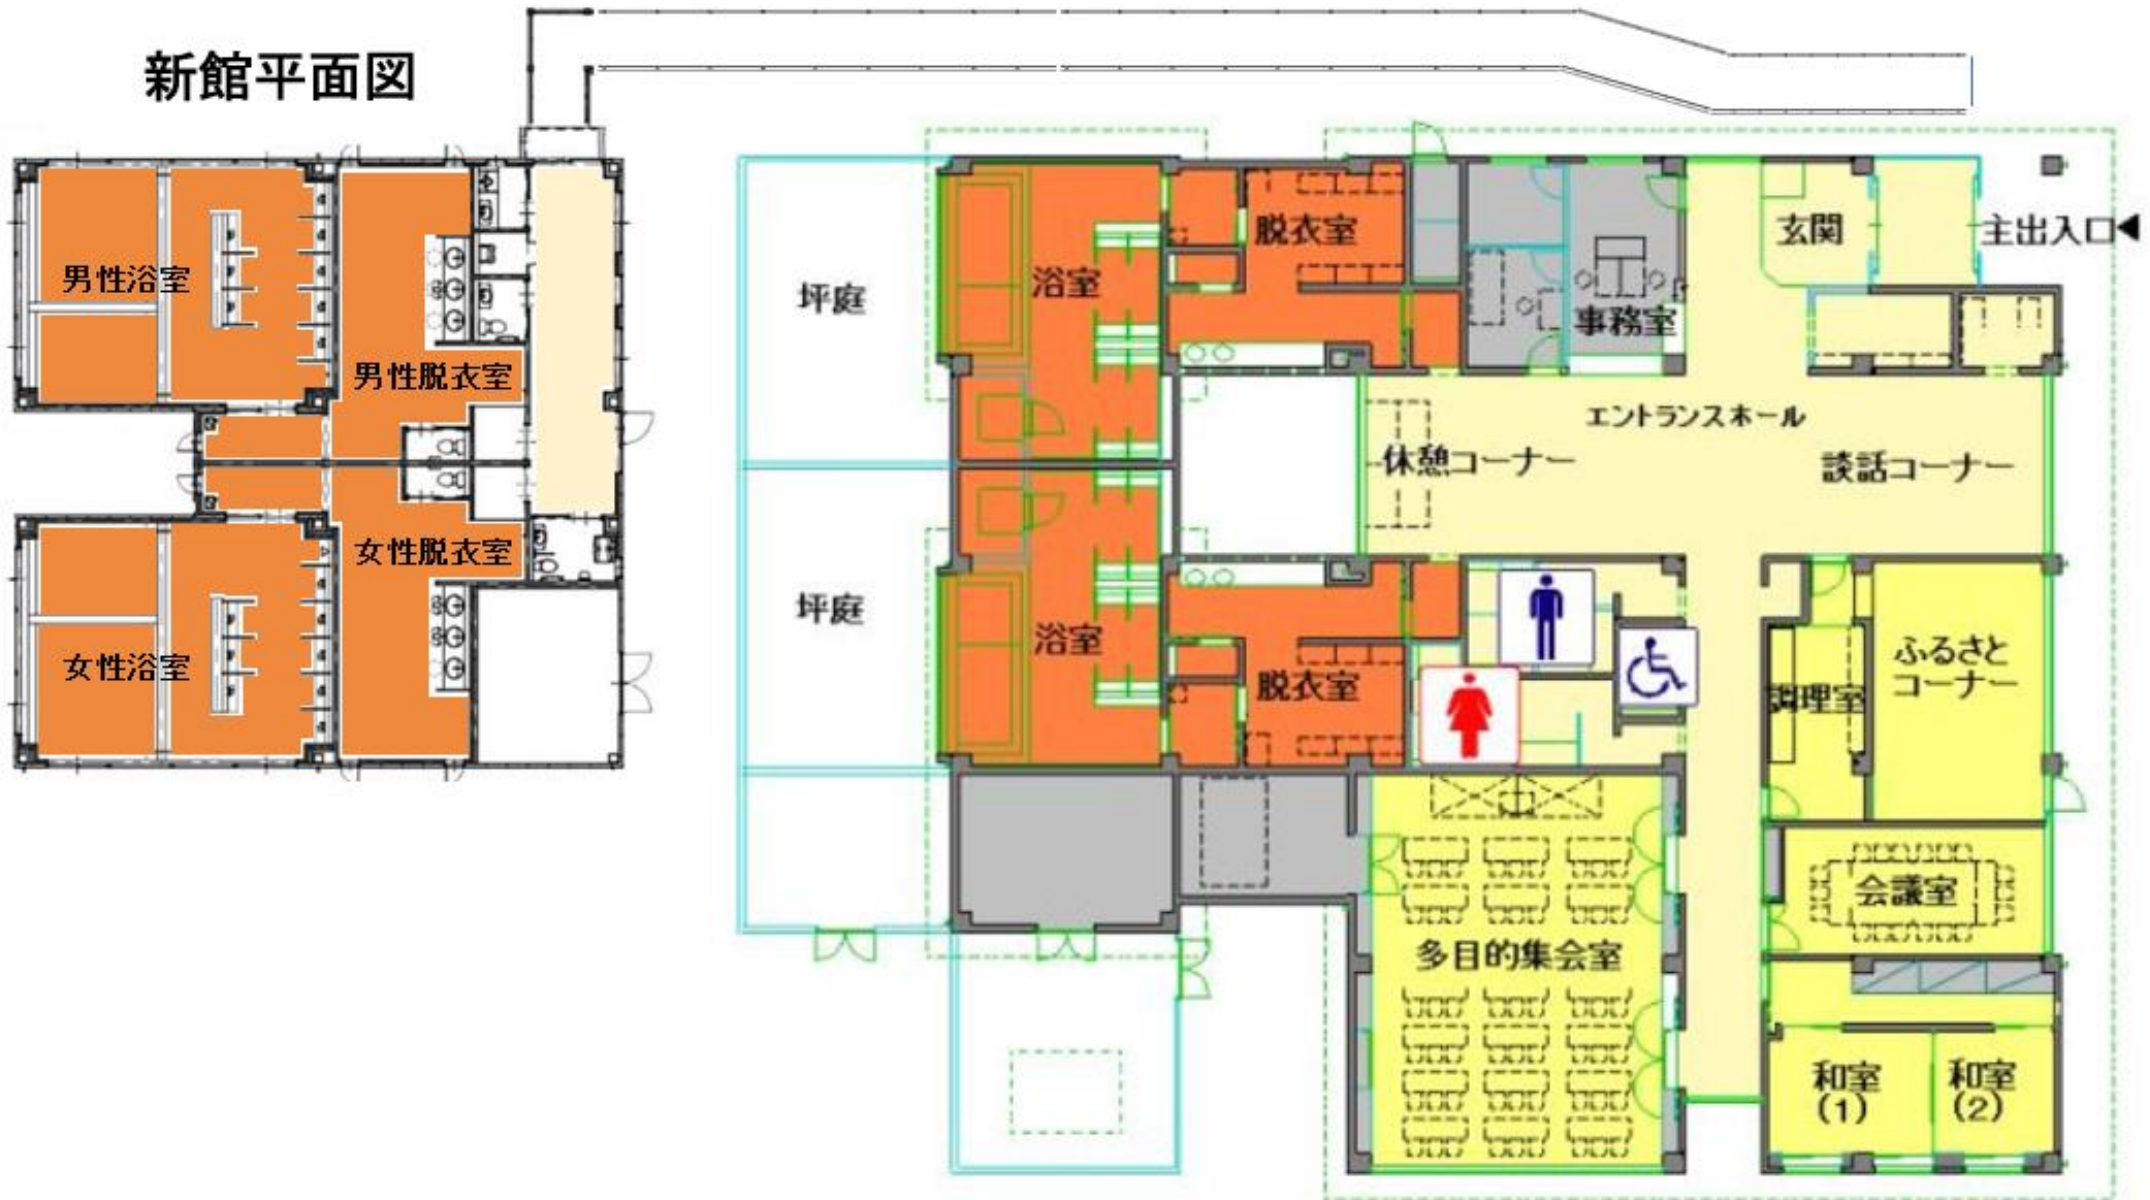 新館平面図
男性浴室
男性脱衣室
女性脱衣室
女性浴室
坪庭
浴室
脱衣室
事務室
玄関
主出入口
エントランスホール
休憩コーナー
談話コーナー
坪庭
浴室
脱衣室
調理室
ふるさと
コーナー
会議室
多目的集会室
和室
(1)
和室
(2)